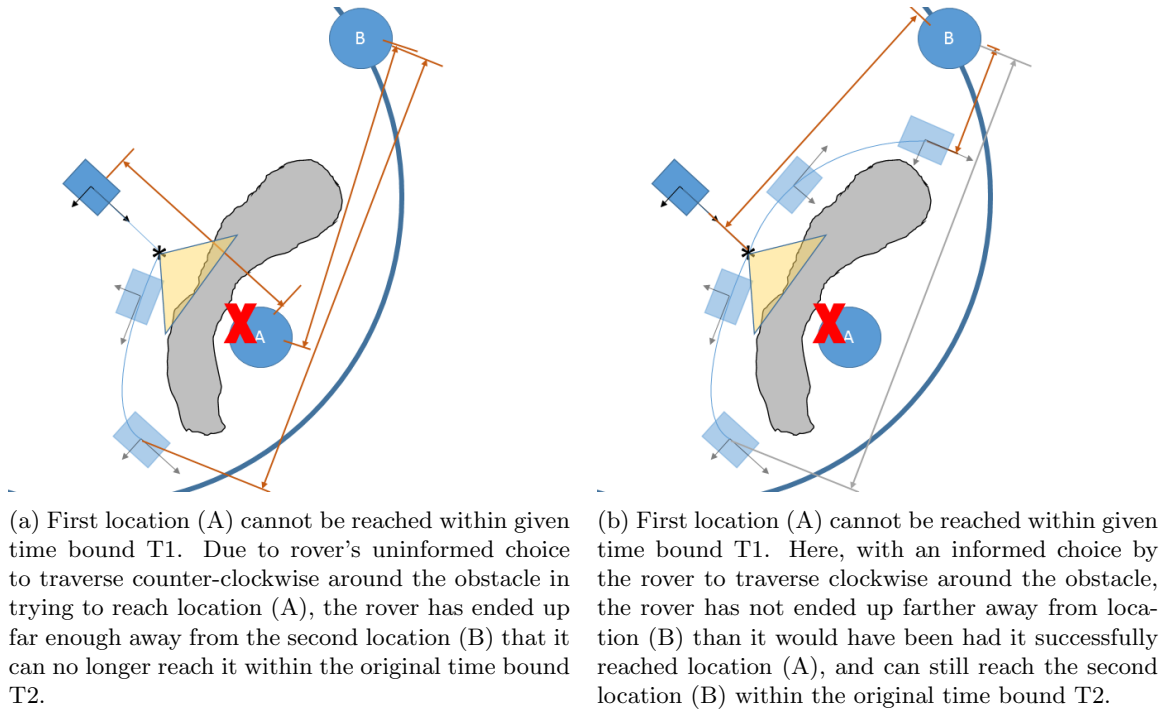 B
*
X
A
B
*
X
A
(a) First location (A) cannot be reached within given
time bound T1. Due to rover's uninformed choice
to traverse counter-clockwise around the obstacle in
trying to reach location (A), the rover has ended up
far enough away from the second location (B) that it
can no longer reach it within the original time bound
T2.
(b) First location (A) cannot be reached within given
time bound T1. Here, with an informed choice by
the rover to traverse clockwise around the obstacle,
the rover has not ended up farther away from loca-
tion (B) than it would have been had it successfully
reached location (A), and can still reach the second
location (B) within the original time bound T2.